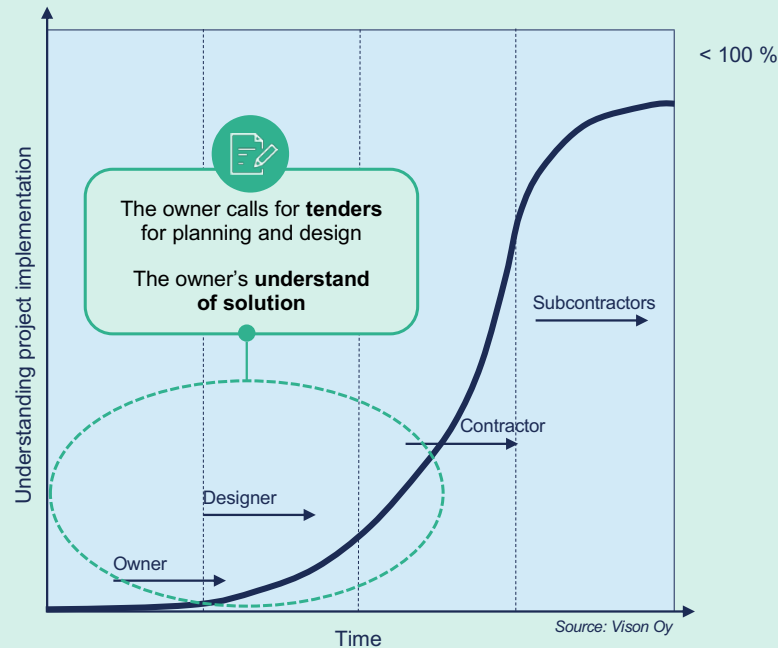 < 100 %
The owner calls for tenders
for planning and design
The owner's understand
of solution
Subcontractors
Contractor
Designer
Owner
Understanding project implementation
Time
Source: Vison Oy